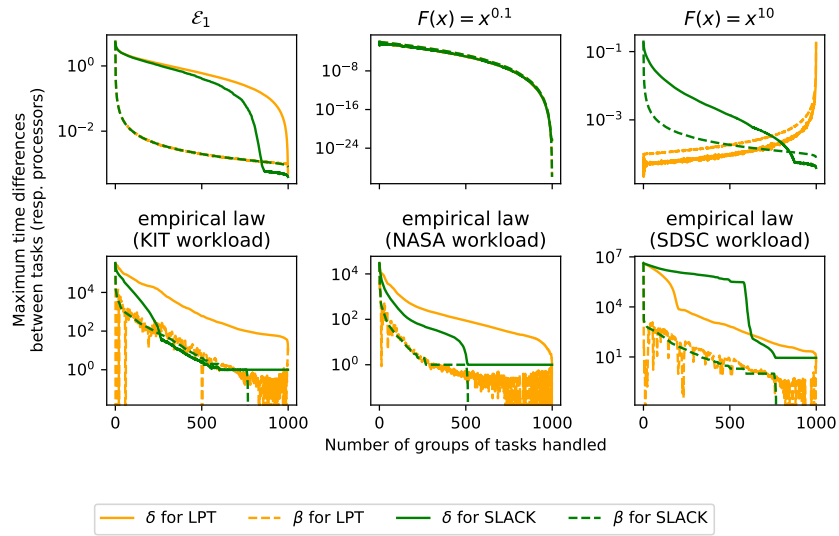 ℰ₁
F(x) = x^0.1
F(x) = x^10
10^0
10^−2
10^−8
10^−16
10^−24
10^−1
10^−4
Maximum time differences
between tasks (resp. processors)
empirical law
(KIT workload)
empirical law
(NASA workload)
empirical law
(SDSC workload)
10^4
10^2
10^0
10^4
10^2
10^0
10^7
10^4
10^1
0 500 1000
0 500 1000
0 500 1000
Number of groups of tasks handled
δ for LPT
β for LPT
δ for SLACK
β for SLACK